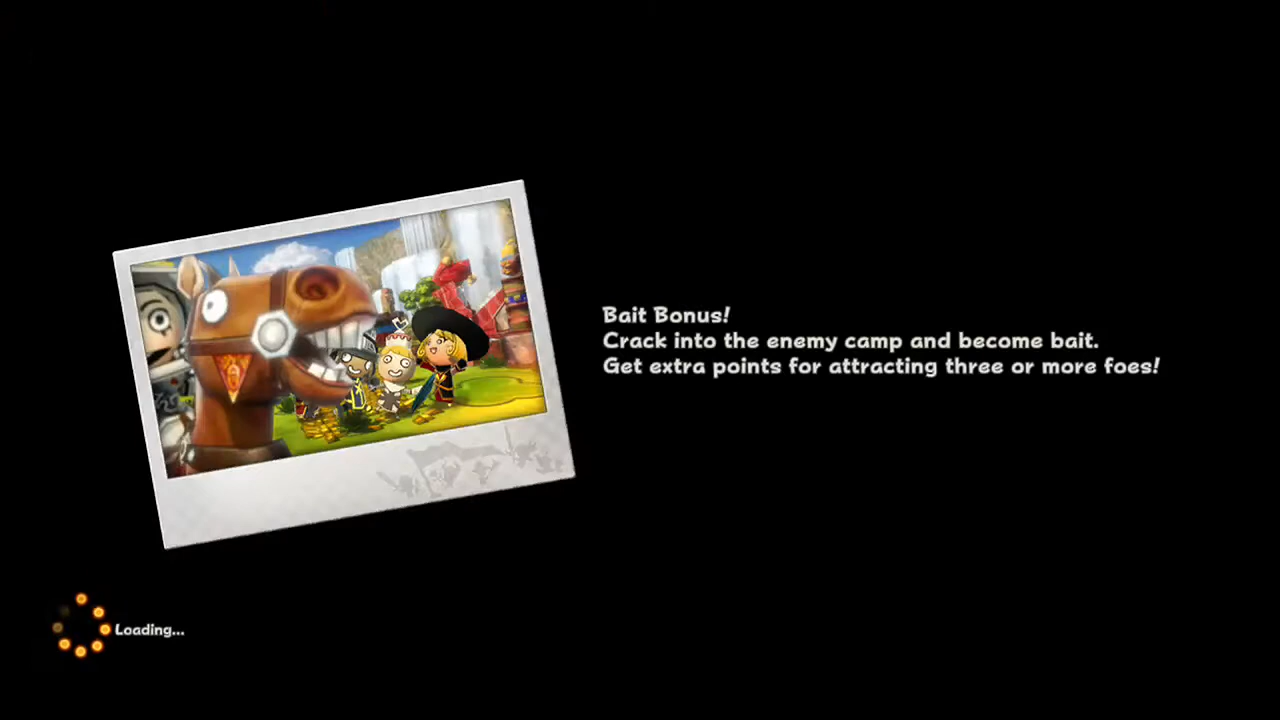 Bait Bonus!
Crack into the enemy camp and become bait.
Get extra points for attracting three or more foes!
Loading...